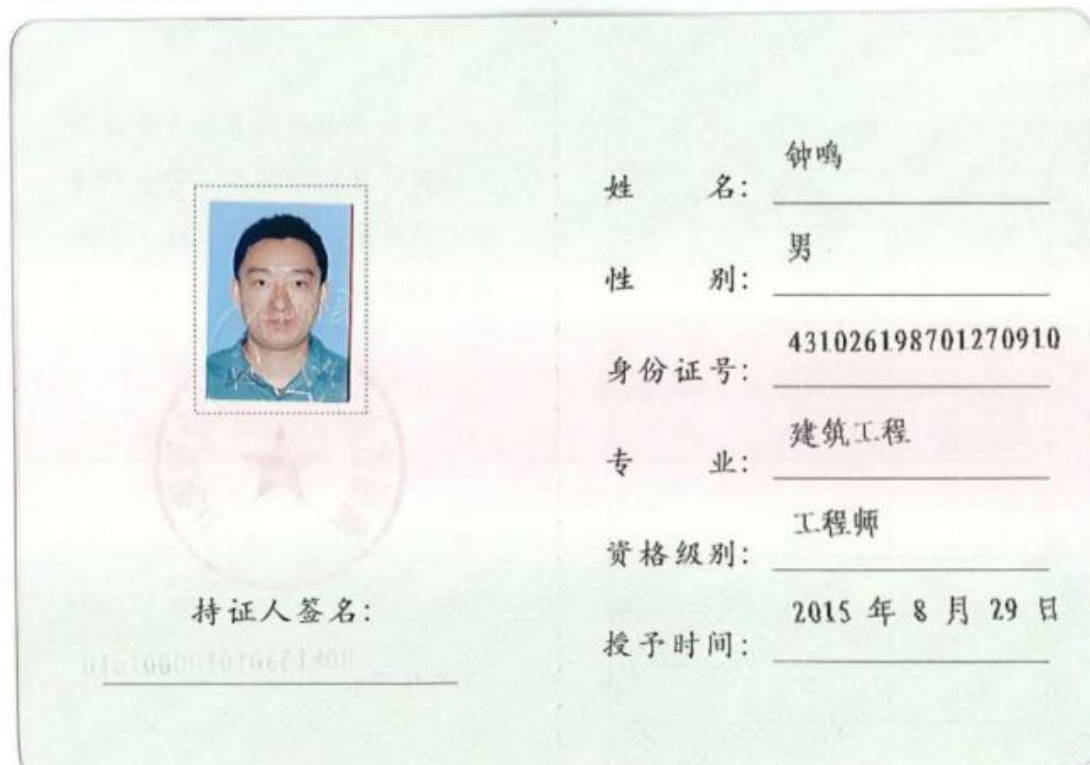 持证人签名：
姓 名：钟鸣
性 别：男
身份证号：431026198701270910
专 业：建筑工程
资格级别：工程师
授予时间：2015 年 8 月 29 日